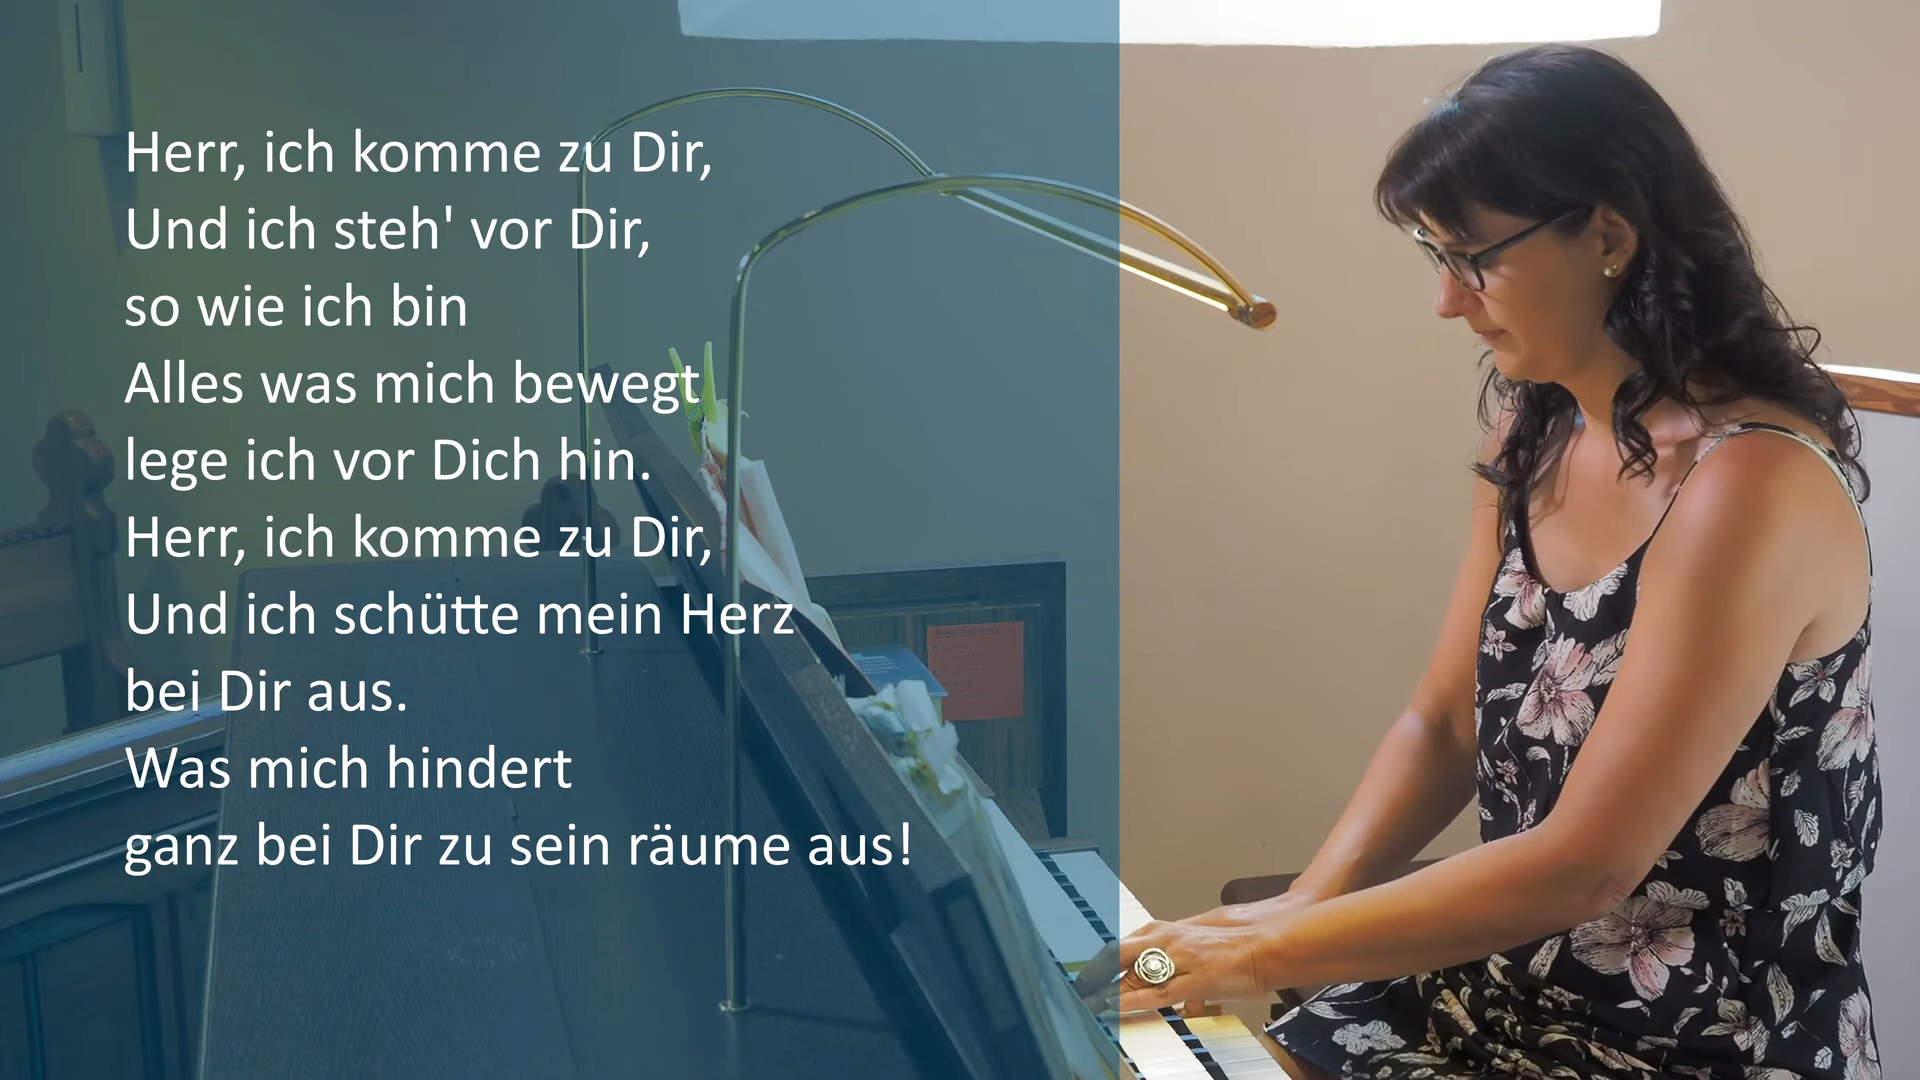 Herr, ich komme zu Dir,
Und ich steh' vor Dir,
so wie ich bin
Alles was mich bewegt
lege ich vor Dich hin.
Herr, ich komme zu Dir,
Und ich schütte mein Herz
bei Dir aus.
Was mich hindert
ganz bei Dir zu sein räume aus!